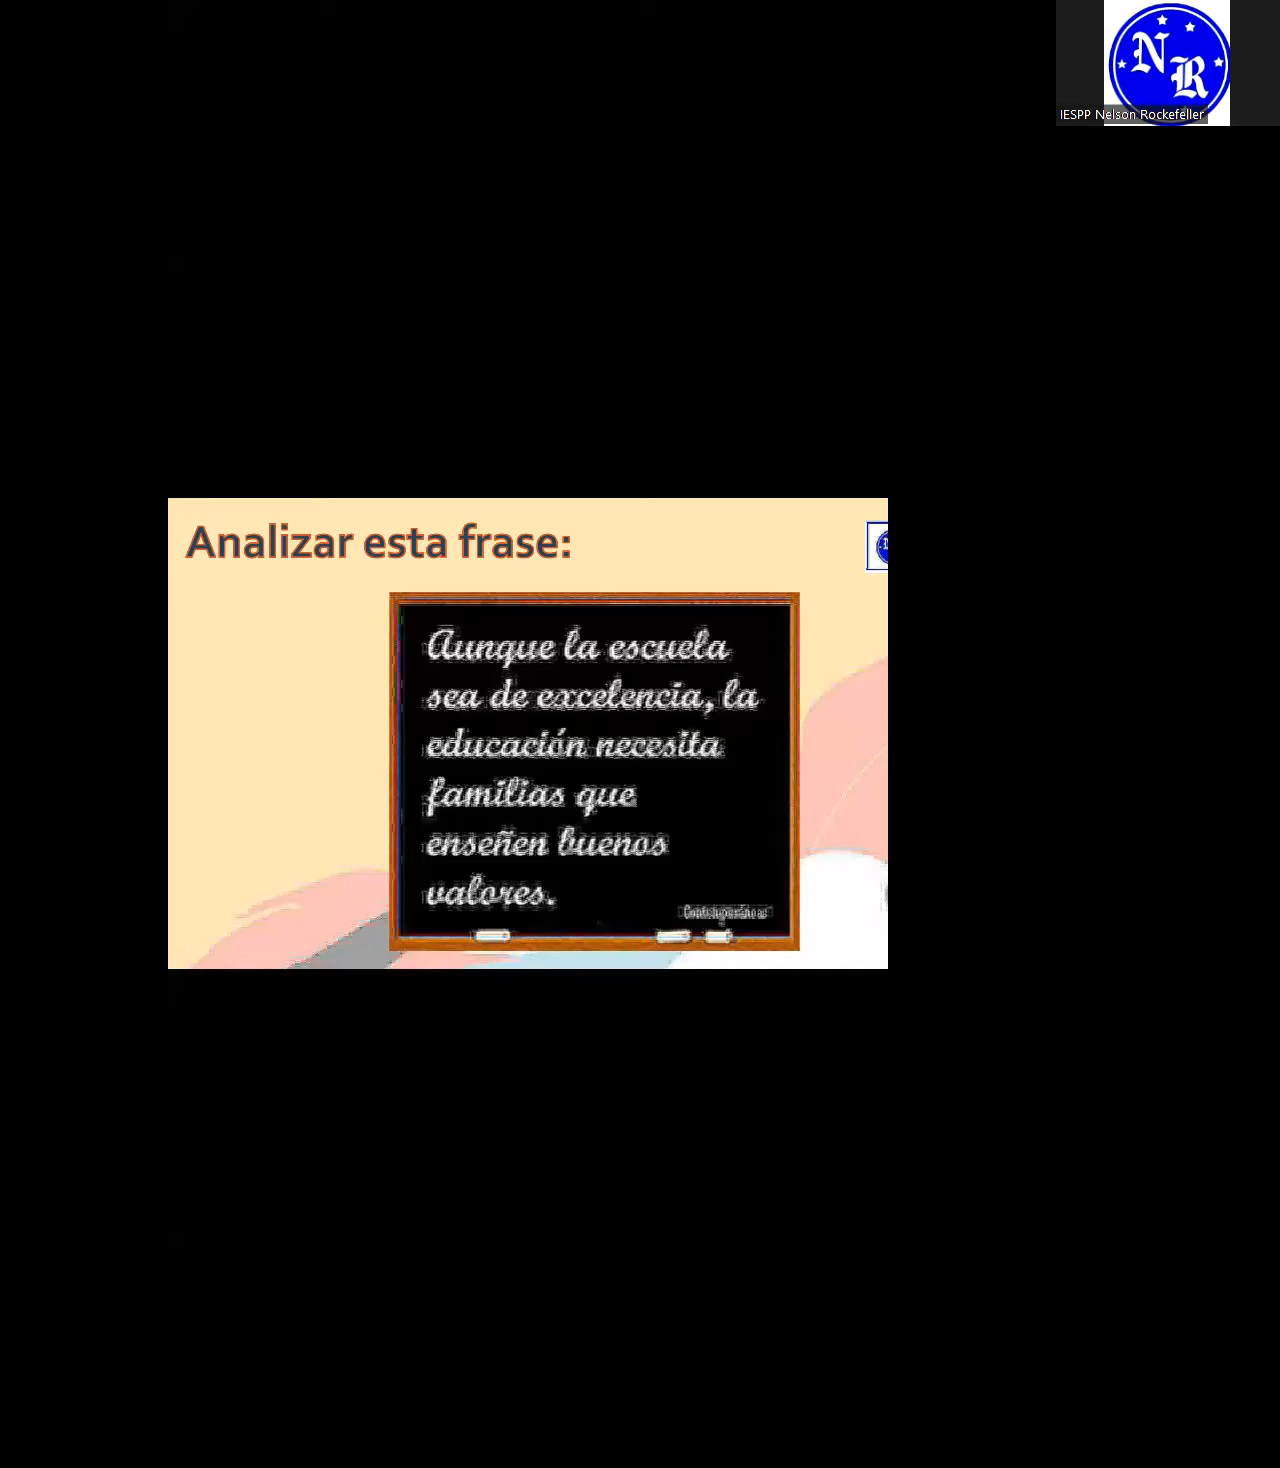 N
R
IESPP Nelson Rockefeller
Analizar esta frase:
Aunque la escuela
sea de excelencia, la
educación necesita
familias que
enseñen buenos
valores.